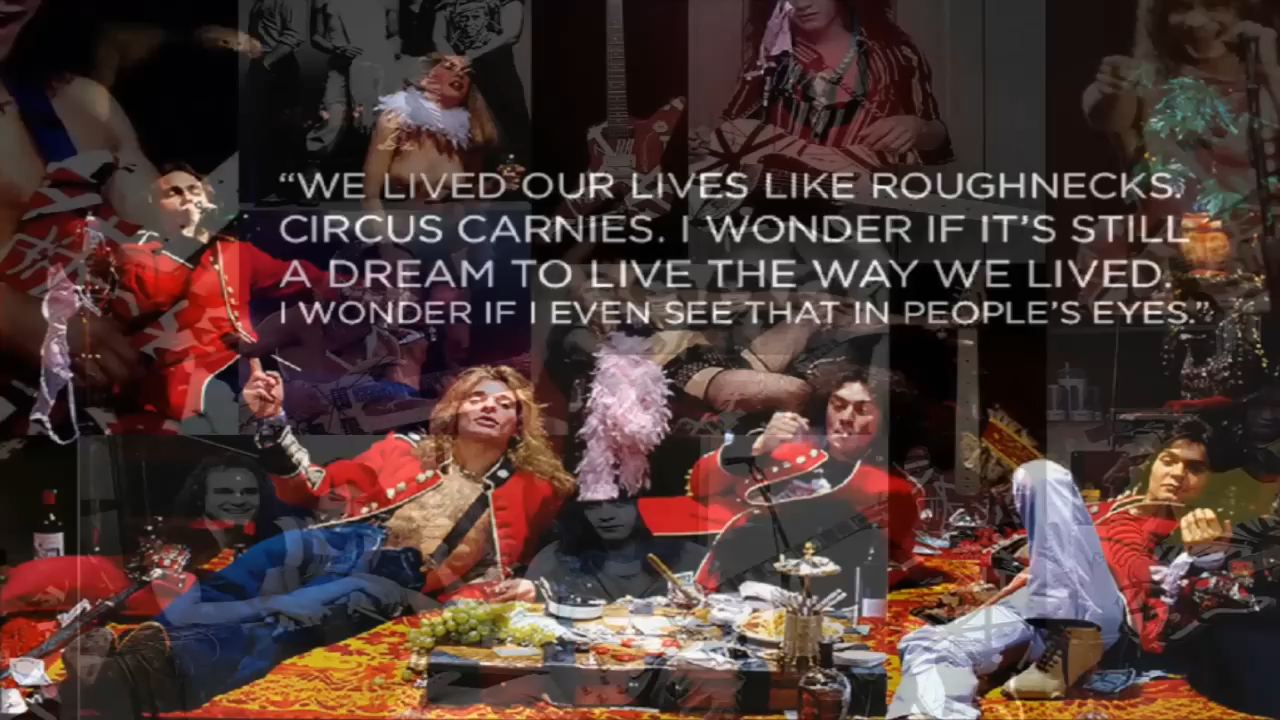 “WE LIVED OUR LIVES LIKE ROUGHNECKS.
CIRCUS CARNIES. I WONDER IF IT’S STILL
A DREAM TO LIVE THE WAY WE LIVED.
I WONDER IF I EVEN SEE THAT IN PEOPLE’S EYES.”